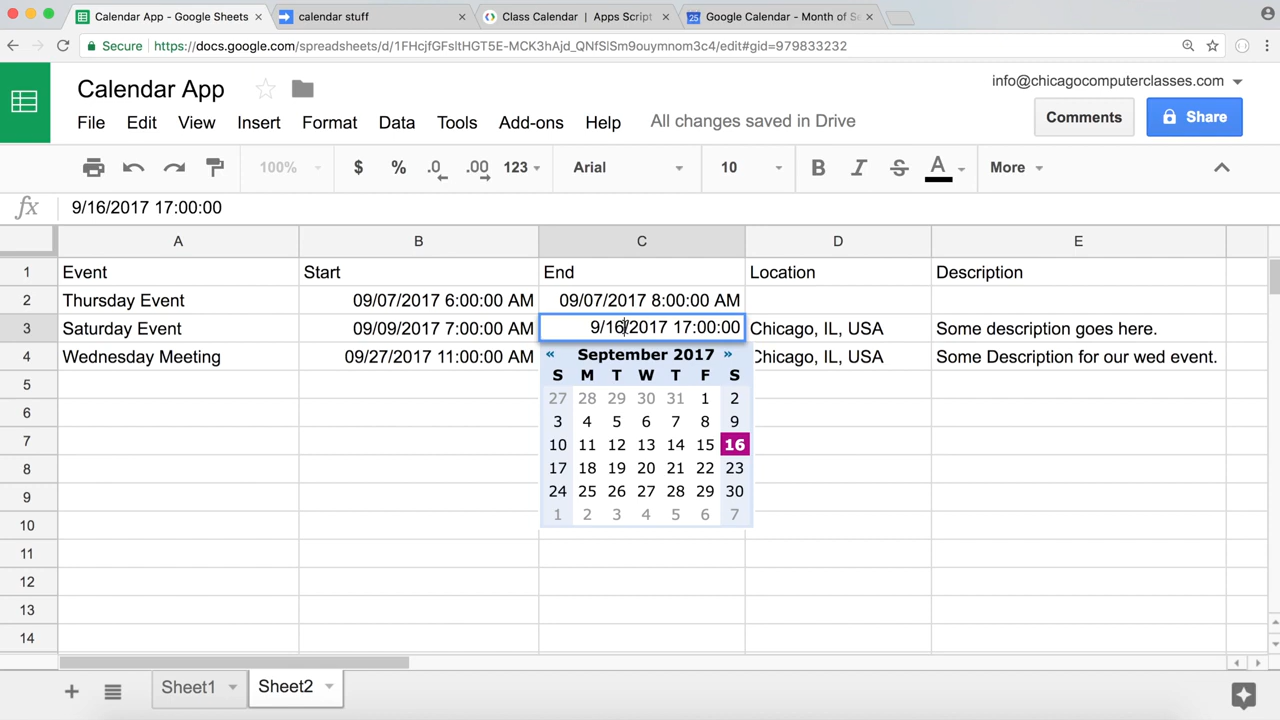 Calendar App - Google Sheets
calendar stuff
Class Calendar | Apps Script
Google Calendar - Month of Se
Secure
https://docs.google.com/spreadsheets/d/1FHcjfGFsltHGT5E-MCK3hAjd_QNfSlSm9ouymnom3c4/edit#gid=979833232
Calendar App
info@chicagocomputerclasses.com
File Edit View Insert Format Data Tools Add-ons Help All changes saved in Drive
Comments
Share
100% $ % .0 .00 123 Arial 10 B I S A More
fx 9/16/2017 17:00:00
A B C D E
1 Event Start End Location Description
2 Thursday Event 09/07/2017 6:00:00 AM 09/07/2017 8:00:00 AM
3 Saturday Event 09/09/2017 7:00:00 AM 9/16/2017 17:00:00 Chicago, IL, USA Some description goes here.
4 Wednesday Meeting 09/27/2017 11:00:00 AM Chicago, IL, USA Some Description for our wed event.
« September 2017 »
S M T W T F S
27 28 29 30 31 1 2
3 4 5 6 7 8 9
10 11 12 13 14 15 16
17 18 19 20 21 22 23
24 25 26 27 28 29 30
1 2 3 4 5 6 7
5
6
7
8
9
10
11
12
13
14
Sheet1
Sheet2